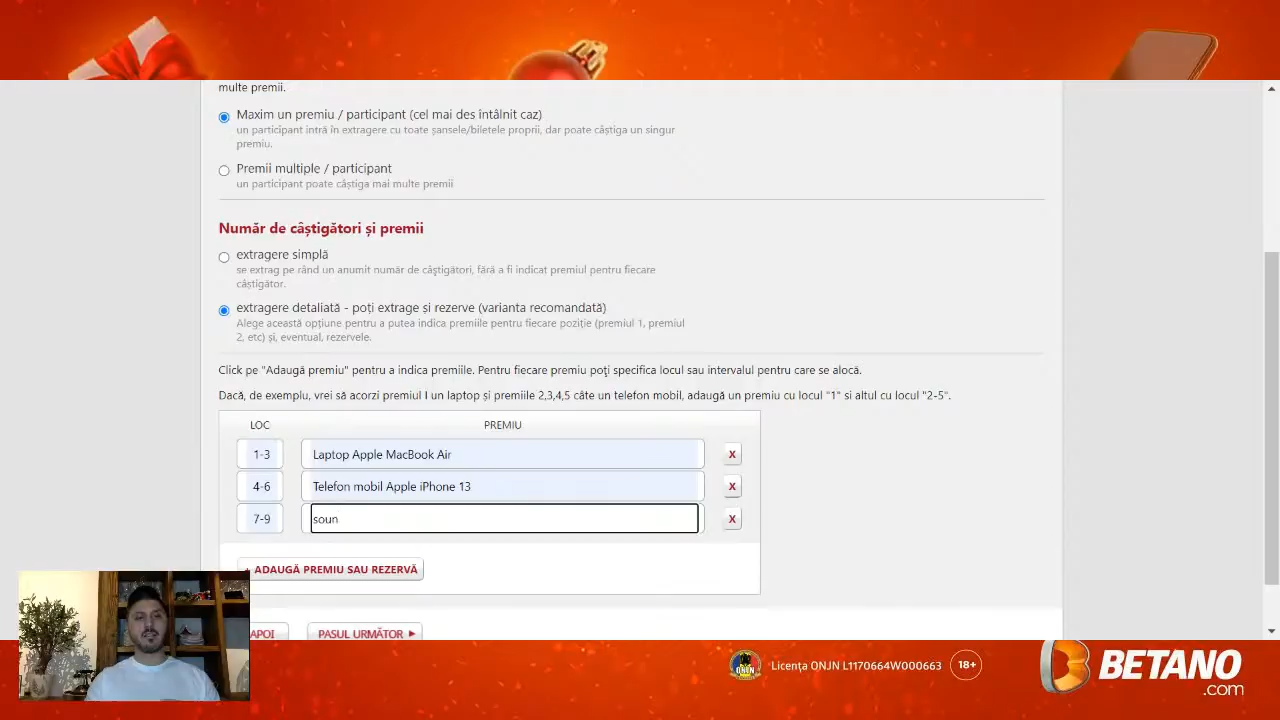 multe premii.
Maxim un premiu / participant (cel mai des întâlnit caz)
un participant intră în extragere cu toate șansele/biletele proprii, dar poate câștiga un singur
premiu.
Premii multiple / participant
un participant poate câștiga mai multe premii
Număr de câștigători și premii
extragere simplă
se extrag pe rând un anumit număr de câștigători, fără a fi indicat premiul pentru fiecare
câștigător.
extragere detaliată - poți extrage și rezerve (varianta recomandată)
Alege această opțiune pentru a putea indica premiile pentru fiecare poziție (premiul 1, premiul
2, etc) și, eventual, rezervele.
Click pe "Adaugă premiu" pentru a indica premiile. Pentru fiecare premiu poți specifica locul sau intervalul pentru care se alocă.
Dacă, de exemplu, vrei să acorzi premiul I un laptop și premiile 2,3,4,5 câte un telefon mobil, adaugă un premiu cu locul "1" si altul cu locul "2-5".
LOC PREMIU
1-3 Laptop Apple MacBook Air X
4-6 Telefon mobil Apple iPhone 13 X
7-9 soun X
+ ADAUGĂ PREMIU SAU REZERVĂ
APOI PASUL URMĂTOR ►
ONJN Licența ONJN L1170664W000663 18+
BETANO
.com